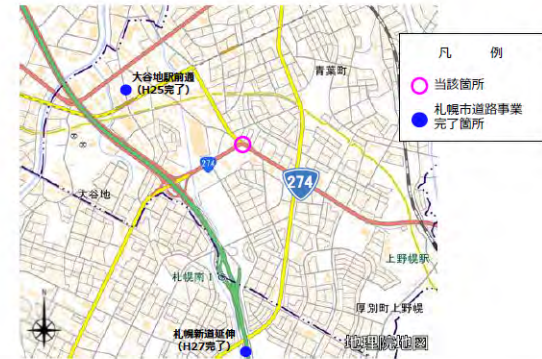 大谷地駅前通
(H25完了)
青葉町
凡 例
当該箇所
札幌市道路事業
完了箇所
274
274
大谷地
上野幌駅
札幌南IC
厚別町上野幌
札幌新道延伸
(H27完了)
地理院地図